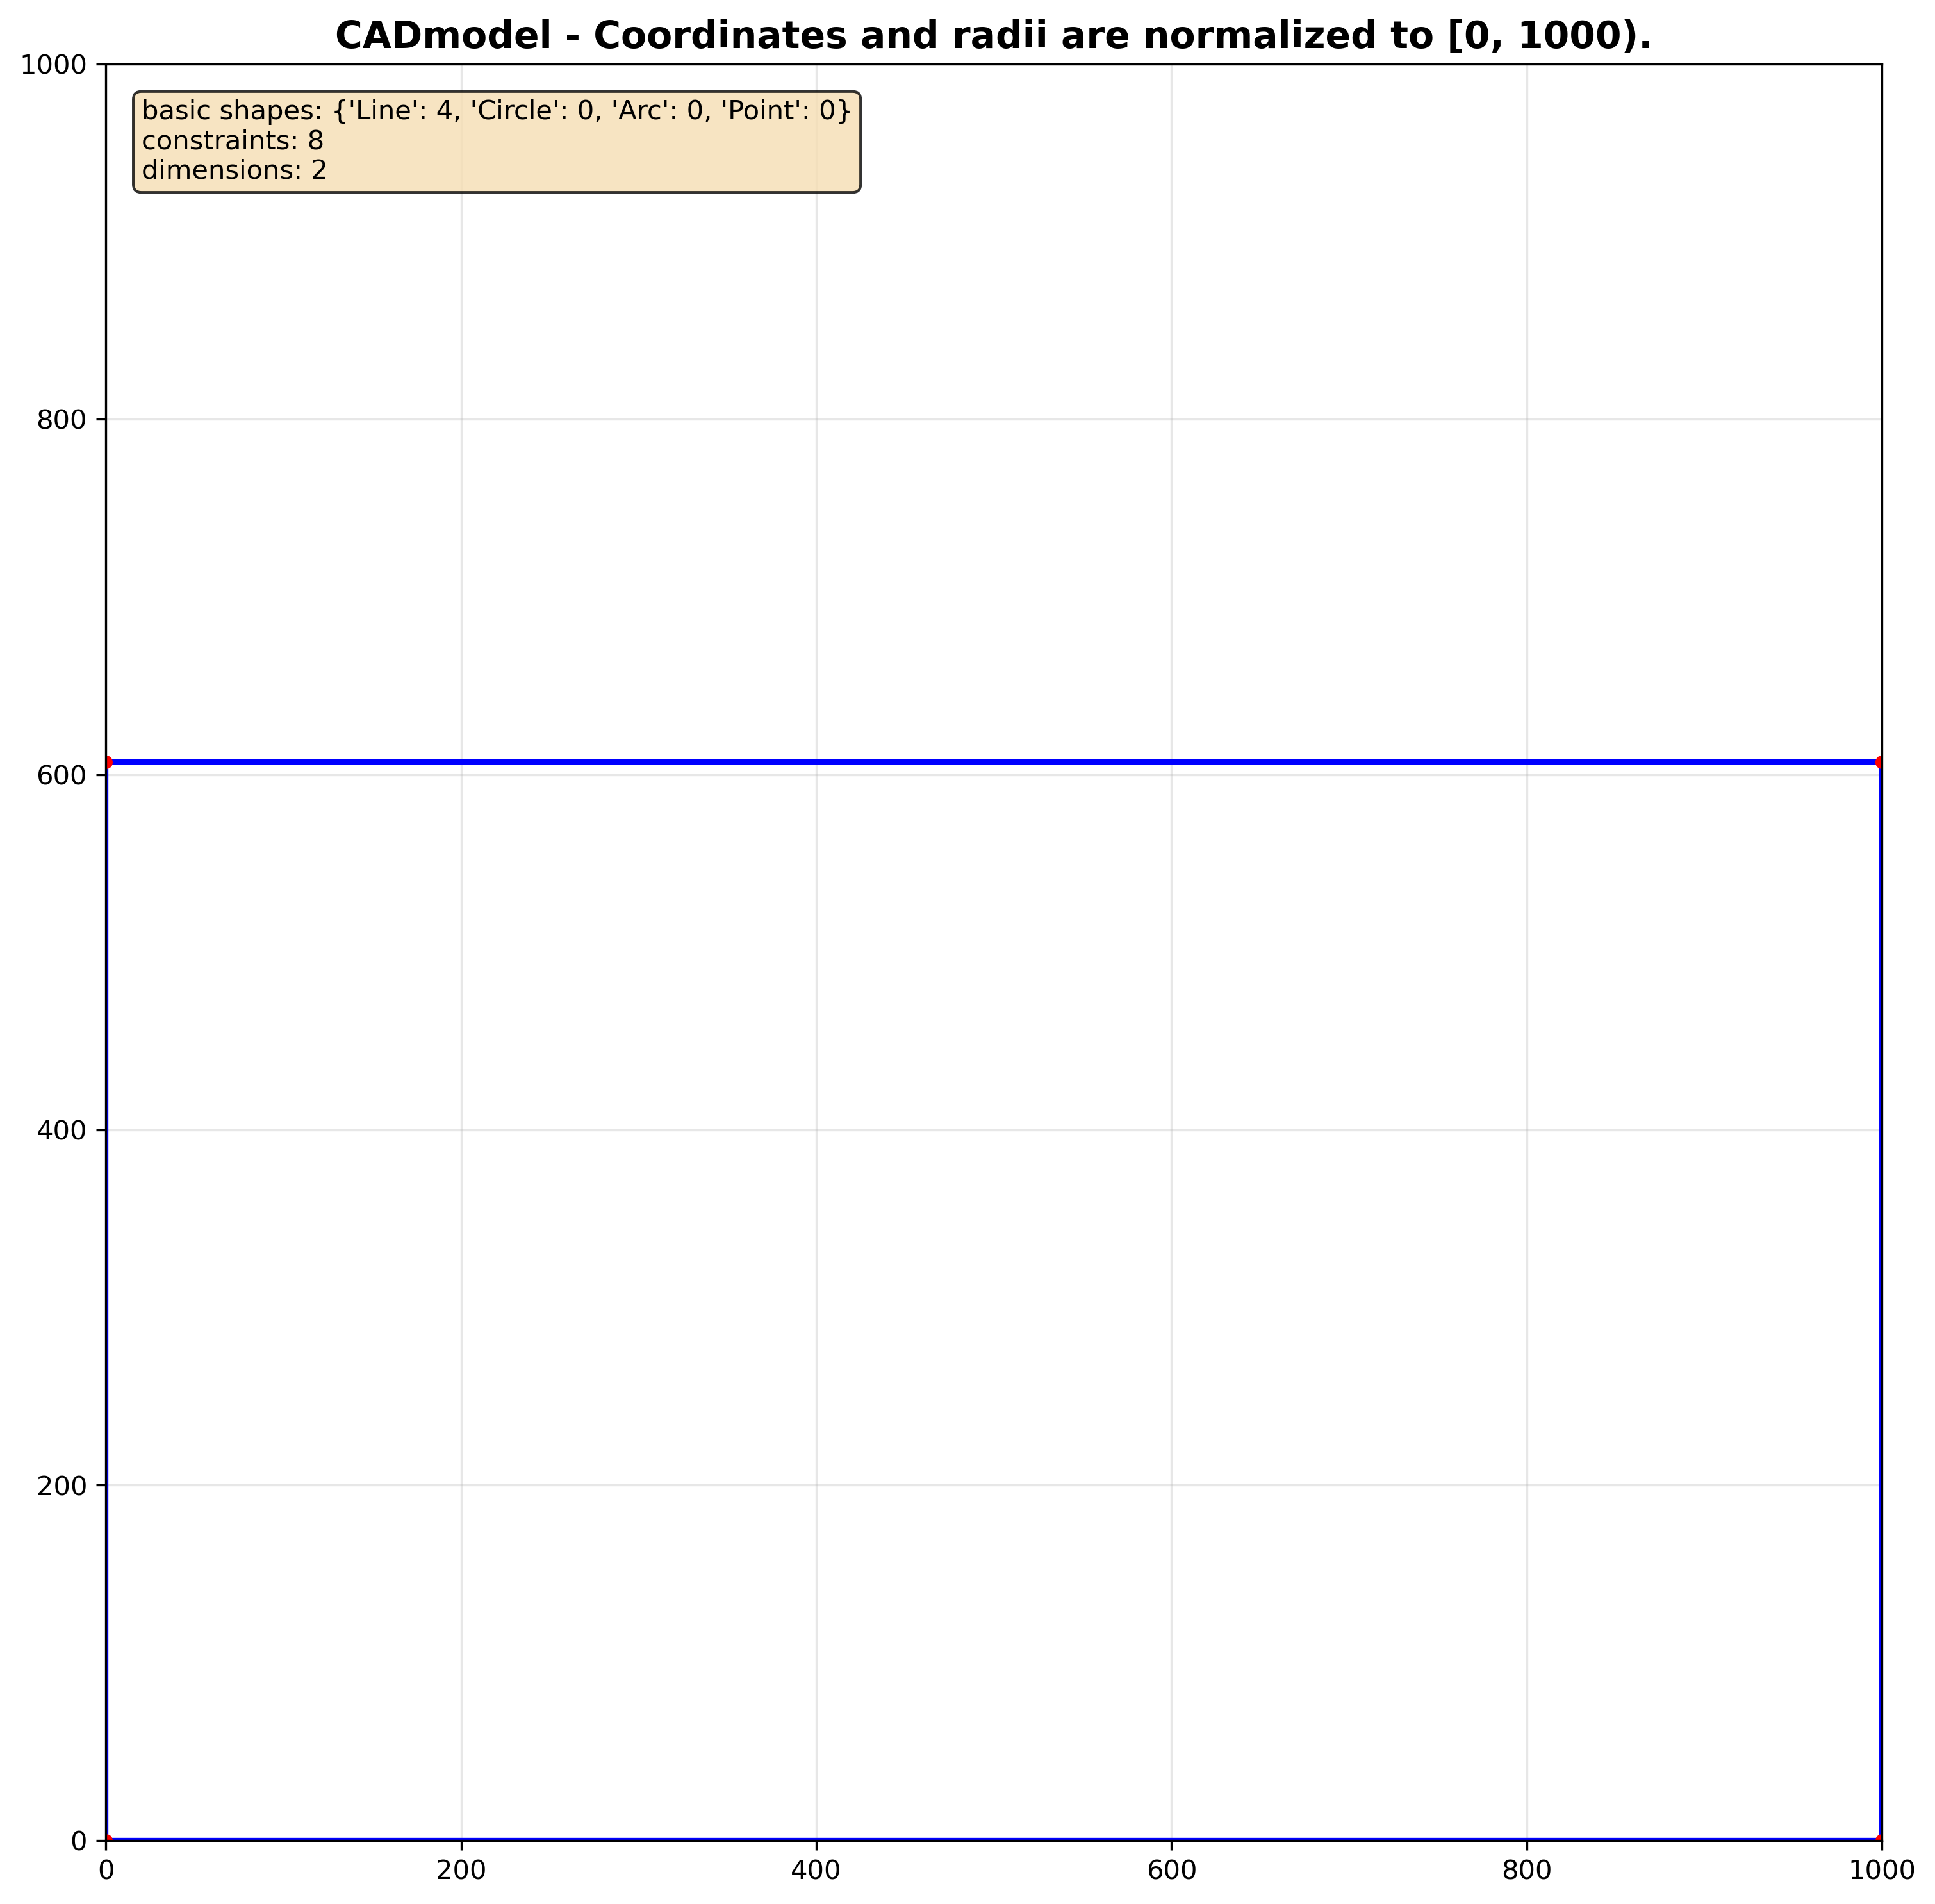 CADmodel - Coordinates and radii are normalized to [0, 1000).
1000
basic shapes: {'Line': 4, 'Circle': 0, 'Arc': 0, 'Point': 0}
constraints: 8
dimensions: 2
800
600
400
200
0
0 200 400 600 800 1000